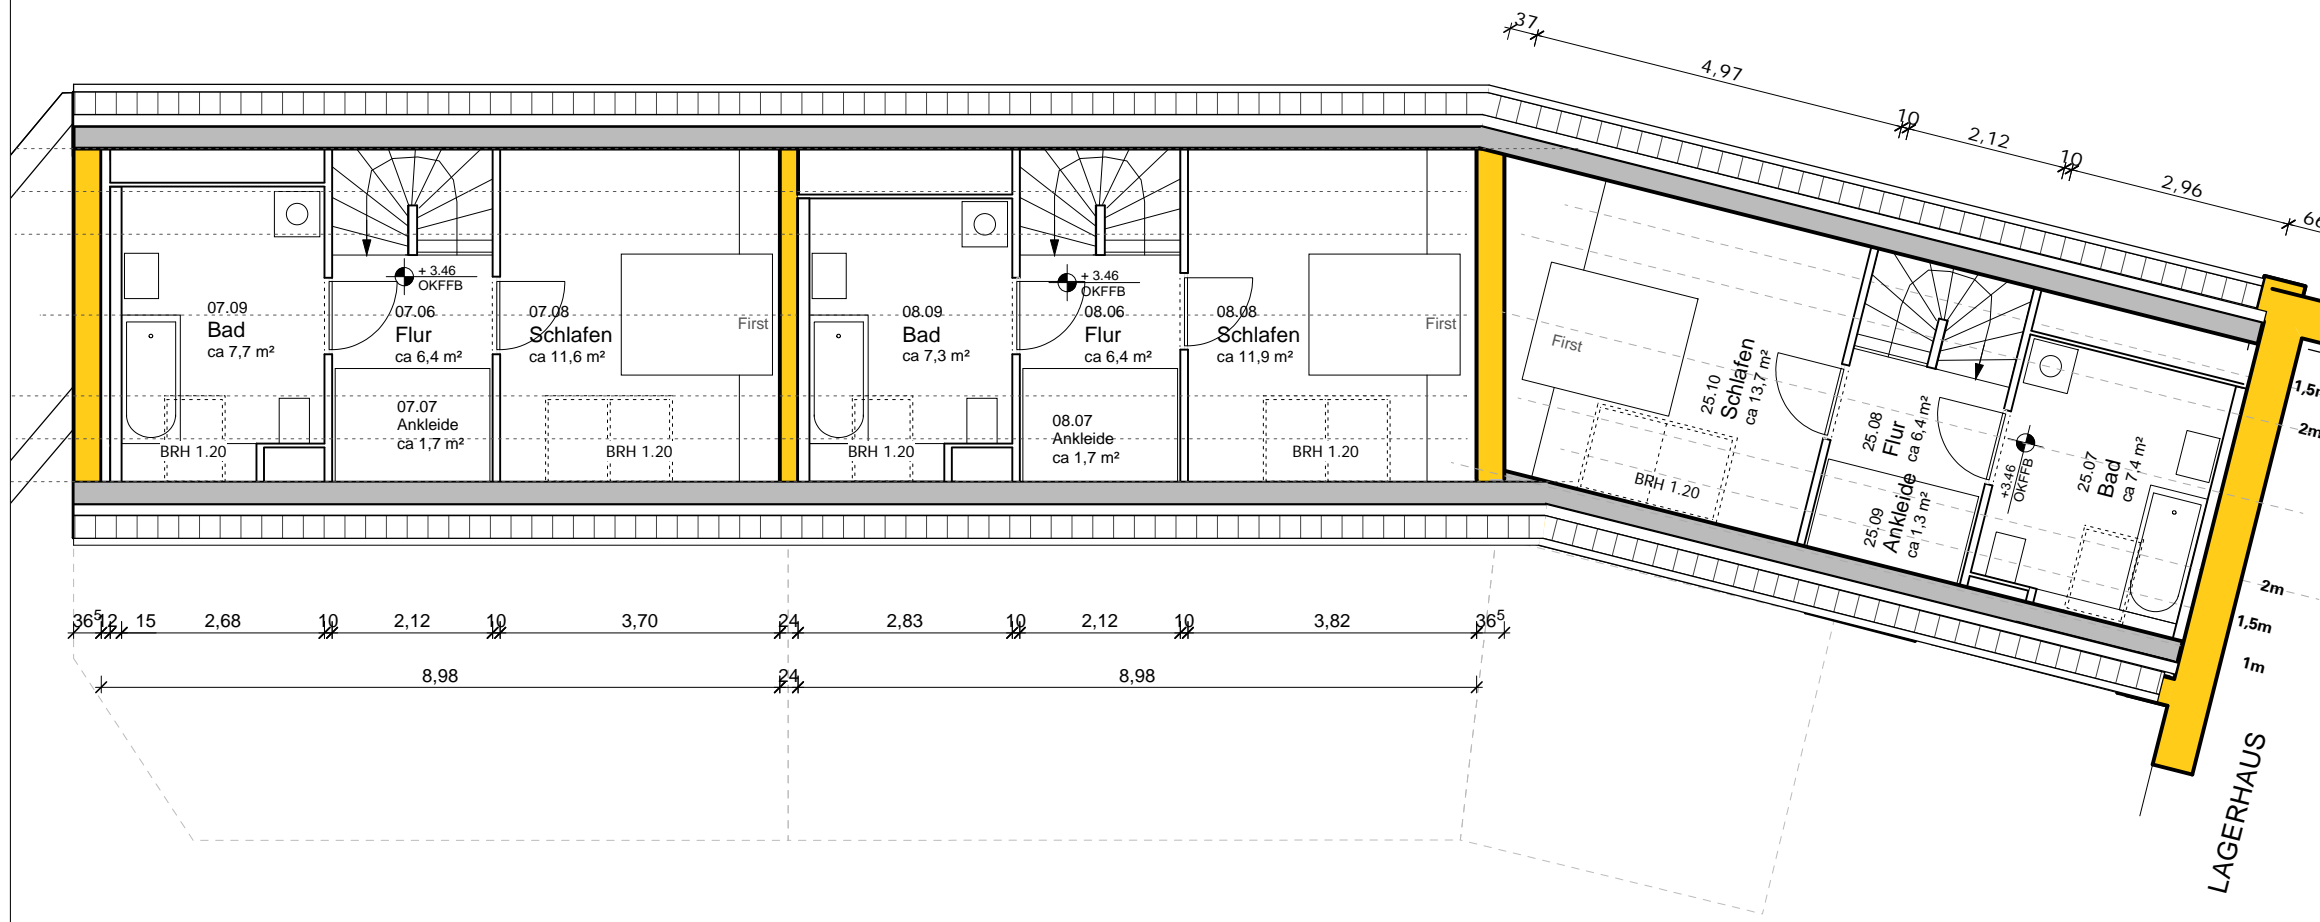 37
4,97
10
2,12
10
2,96
66
+ 3.46
OKFFB
07.09
Bad
ca 7,7 m²
07.06
Flur
ca 6,4 m²
07.08
Schlafen
ca 11,6 m²
First
07.07
Ankleide
ca 1,7 m²
BRH 1.20
BRH 1.20
+ 3.46
OKFFB
08.09
Bad
ca 7,3 m²
08.06
Flur
ca 6,4 m²
08.08
Schlafen
ca 11,9 m²
First
08.07
Ankleide
ca 1,7 m²
BRH 1.20
BRH 1.20
First
25.10
Schlafen
ca 13,7 m²
BRH 1.20
25.08
Flur
ca 6,4 m²
25.09
Ankleide
ca 1,3 m²
+3.46
OKFFB
25.07
Bad
ca 7,4 m²
1,5m
2m
2m
1,5m
1m
36⁵ 12 15 2,68 10 2,12 10 3,70 24 2,83 10 2,12 10 3,82 36⁵
8,98 24 8,98
LAGERHAUS